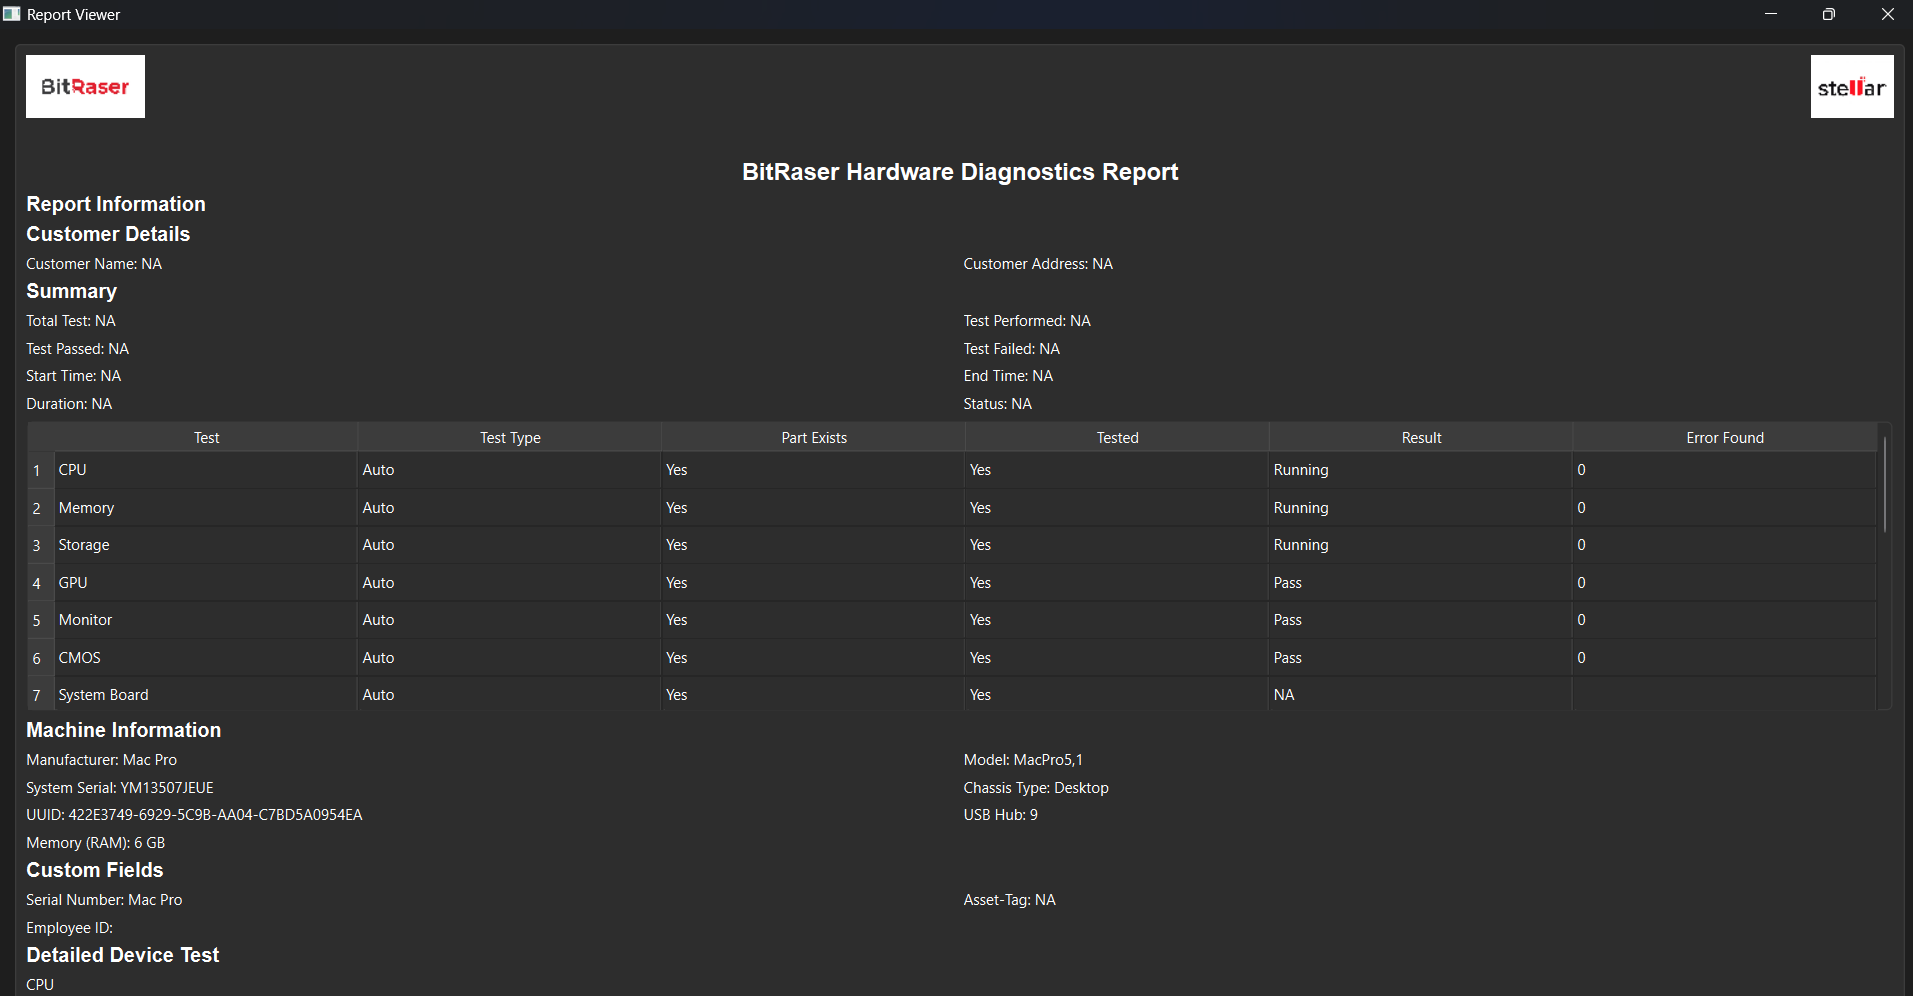 Report Viewer
BitRaser
stellar
BitRaser Hardware Diagnostics Report
Report Information
Customer Details
Customer Name: NA Customer Address: NA
Summary
Total Test: NA Test Performed: NA
Test Passed: NA Test Failed: NA
Start Time: NA End Time: NA
Duration: NA Status: NA
Test Test Type Part Exists Tested Result Error Found
1 CPU Auto Yes Yes Running 0
2 Memory Auto Yes Yes Running 0
3 Storage Auto Yes Yes Running 0
4 GPU Auto Yes Yes Pass 0
5 Monitor Auto Yes Yes Pass 0
6 CMOS Auto Yes Yes Pass 0
7 System Board Auto Yes Yes NA
Machine Information
Manufacturer: Mac Pro Model: MacPro5,1
System Serial: YM13507JEUE Chassis Type: Desktop
UUID: 422E3749-6929-5C9B-AA04-C7BD5A0954EA USB Hub: 9
Memory (RAM): 6 GB
Custom Fields
Serial Number: Mac Pro Asset-Tag: NA
Employee ID:
Detailed Device Test
CPU